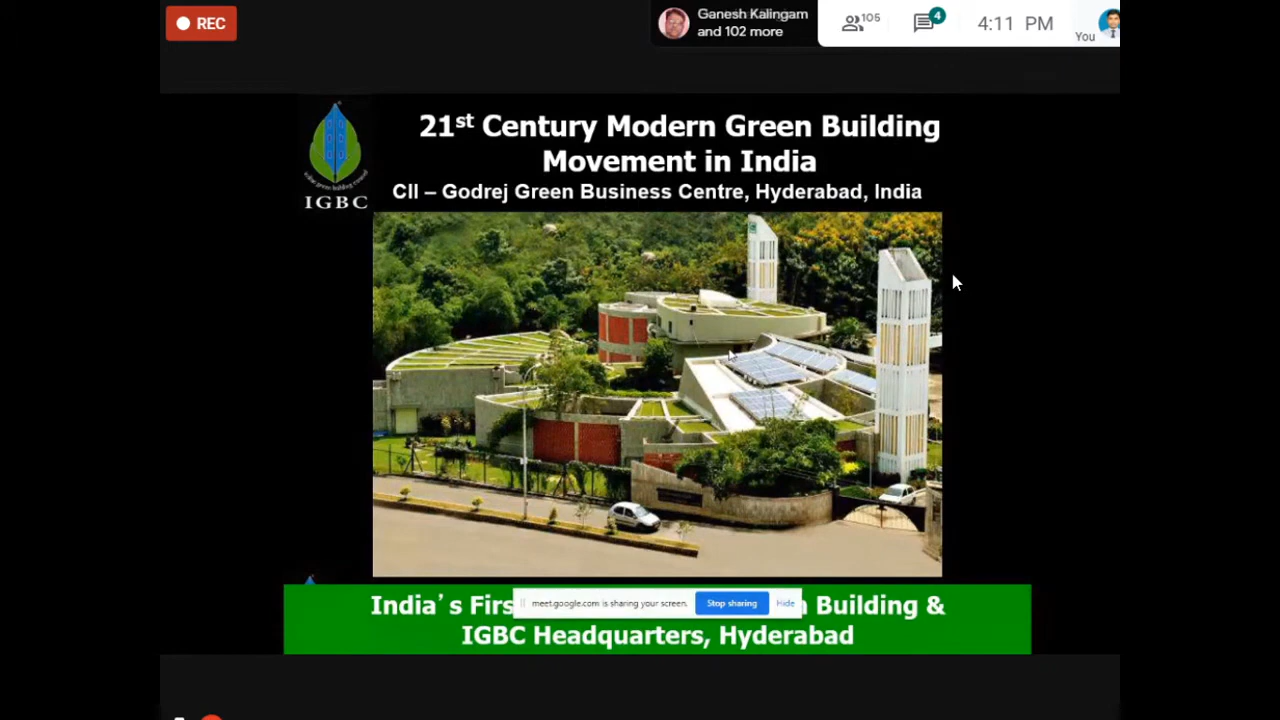 REC
Ganesh Kalingam
and 102 more
105
4
4:11 PM
You
21st Century Modern Green Building
Movement in India
CII – Godrej Green Business Centre, Hyderabad, India
IGBC
India's Firs
Building &
meet.google.com is sharing your screen.
Stop sharing
Hide
IGBC Headquarters, Hyderabad